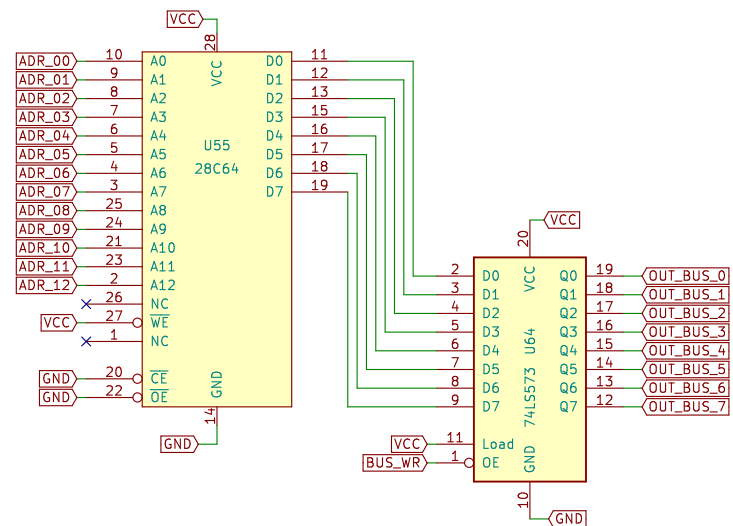 VCC
28
ADR_00 10 A0 VCC D0 11
ADR_01 9 A1 D1 12
ADR_02 8 A2 D2 13
ADR_03 7 A3 D3 15
ADR_04 6 A4 U55 D4 16
ADR_05 5 A5 28C64 D5 17
ADR_06 4 A6 D6 18
ADR_07 3 A7 D7 19
ADR_08 25 A8
ADR_09 24 A9
ADR_10 21 A10
ADR_11 23 A11
ADR_12 2 A12
26 NC
VCC 27 WE
1 NC
GND 20 CE
GND 22 OE
GND
14
GND
VCC
20
2 D0 VCC Q0 19 OUT_BUS_0
3 D1 Q1 18 OUT_BUS_1
4 D2 Q2 17 OUT_BUS_2
5 D3 U64 Q3 16 OUT_BUS_3
6 D4 Q4 15 OUT_BUS_4
7 D5 74LS573 Q5 14 OUT_BUS_5
8 D6 Q6 13 OUT_BUS_6
9 D7 Q7 12 OUT_BUS_7
VCC 11 Load
BUS_WR 1 OE
GND
10
GND